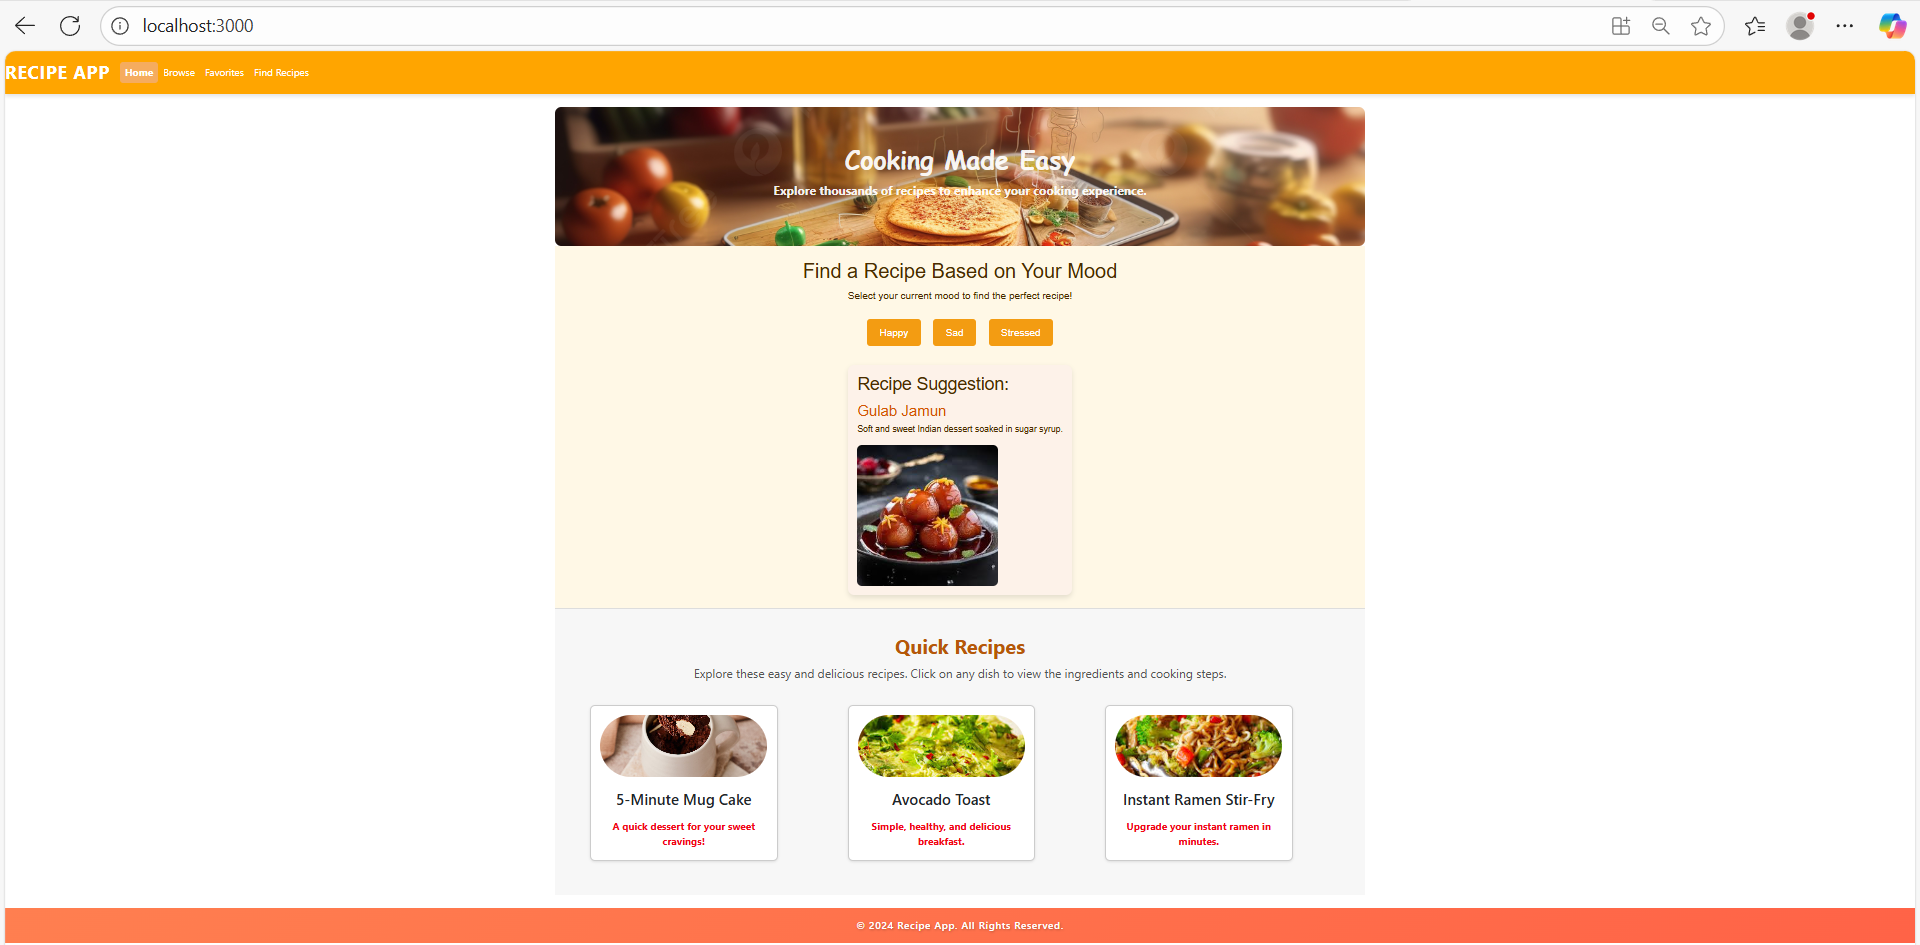 localhost:3000
RECIPE APP Home Browse Favorites Find Recipes
Cooking Made Easy
Explore thousands of recipes to enhance your cooking experience.
Find a Recipe Based on Your Mood
Select your current mood to find the perfect recipe!
Happy Sad Stressed
Recipe Suggestion:
Gulab Jamun
Soft and sweet Indian dessert soaked in sugar syrup.
Quick Recipes
Explore these easy and delicious recipes. Click on any dish to view the ingredients and cooking steps.
5-Minute Mug Cake
A quick dessert for your sweet
cravings!
Avocado Toast
Simple, healthy, and delicious
breakfast.
Instant Ramen Stir-Fry
Upgrade your instant ramen in
minutes.
© 2024 Recipe App. All Rights Reserved.